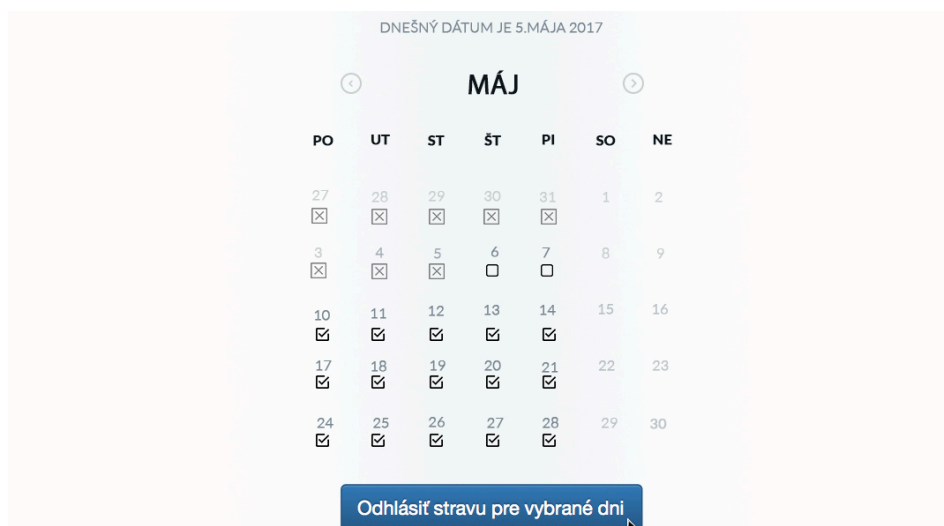 DNEŠNÝ DÁTUM JE 5.MÁJA 2017
MÁJ
PO UT ST ŠT PI SO NE
27 28 29 30 31 1 2
3 4 5 6 7 8 9
10 11 12 13 14 15 16
17 18 19 20 21 22 23
24 25 26 27 28 29 30
Odhlásiť stravu pre vybrané dni